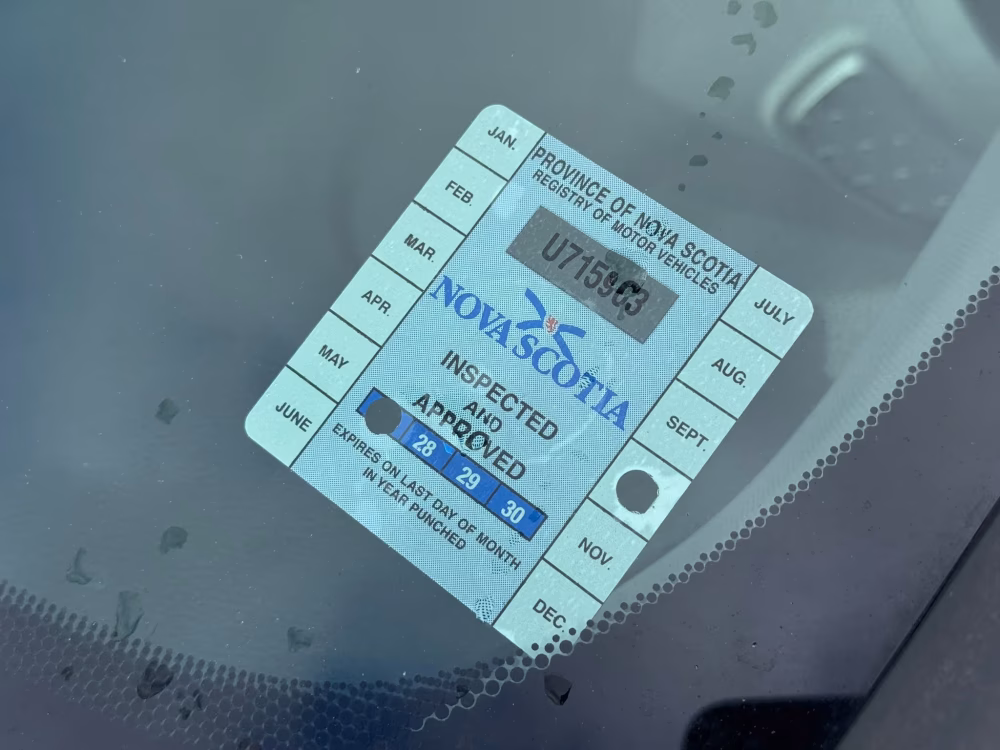 JAN.
FEB.
MAR.
APR.
MAY
JUNE
PROVINCE OF NOVA SCOTIA
REGISTRY OF MOTOR VEHICLES
NOVA SCOTIA
INSPECTED
AND
APPROVED
28 29 30
EXPIRES ON LAST DAY OF MONTH
IN YEAR PUNCHED
JULY
AUG.
SEPT.
NOV.
DEC.